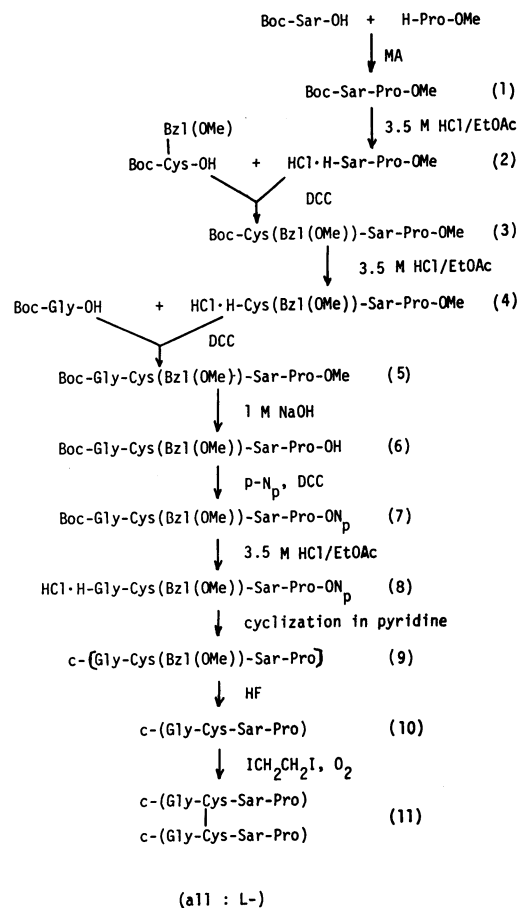 Boc-Sar-OH + H-Pro-OMe
MA
Boc-Sar-Pro-OMe (1)
3.5 M HCl/EtOAc
Bzl(OMe)
Boc-Cys-OH + HCl·H-Sar-Pro-OMe (2)
DCC
Boc-Cys(Bzl(OMe))-Sar-Pro-OMe (3)
3.5 M HCl/EtOAc
Boc-Gly-OH + HCl·H-Cys(Bzl(OMe))-Sar-Pro-OMe (4)
DCC
Boc-Gly-Cys(Bzl(OMe))-Sar-Pro-OMe (5)
1 M NaOH
Boc-Gly-Cys(Bzl(OMe))-Sar-Pro-OH (6)
p-Np, DCC
Boc-Gly-Cys(Bzl(OMe))-Sar-Pro-ONp (7)
3.5 M HCl/EtOAc
HCl·H-Gly-Cys(Bzl(OMe))-Sar-Pro-ONp (8)
cyclization in pyridine
c-(Gly-Cys(Bzl(OMe))-Sar-Pro) (9)
HF
c-(Gly-Cys-Sar-Pro) (10)
ICH2CH2I, O2
c-(Gly-Cys-Sar-Pro)
(11)
c-(Gly-Cys-Sar-Pro)
(all : L-)